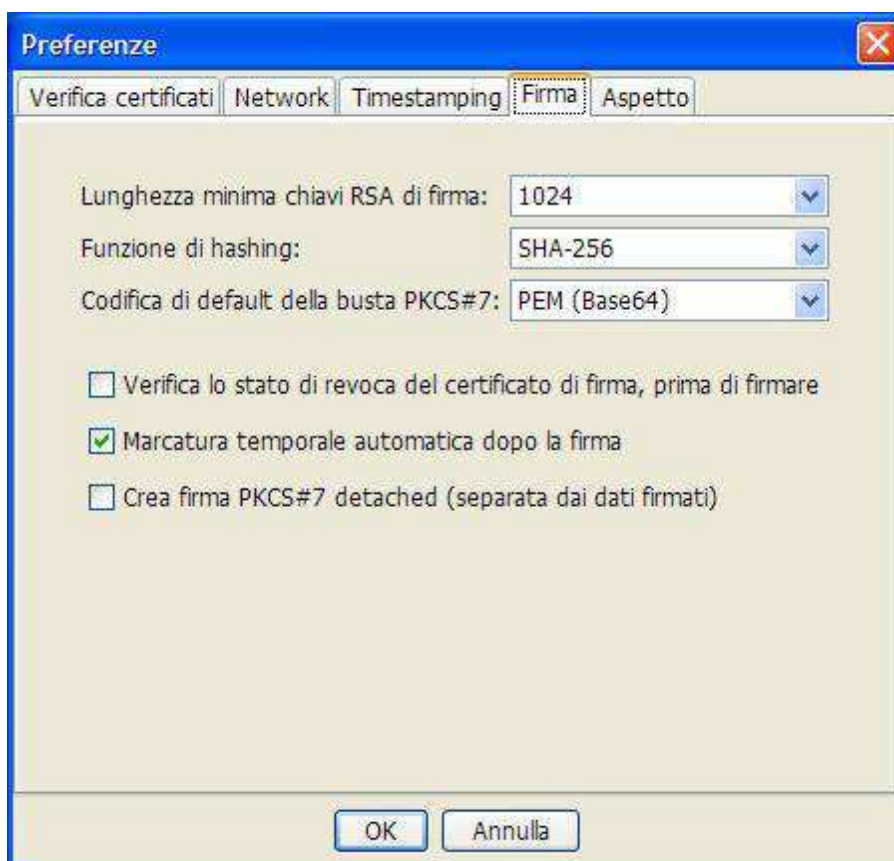 Preferenze
Verifica certificati Network Timestamping Firma Aspetto
Lunghezza minima chiavi RSA di firma: 1024
Funzione di hashing: SHA-256
Codifica di default della busta PKCS#7: PEM (Base64)
Verifica lo stato di revoca del certificato di firma, prima di firmare
Marcatura temporale automatica dopo la firma
Crea firma PKCS#7 detached (separata dai dati firmati)
OK Annulla